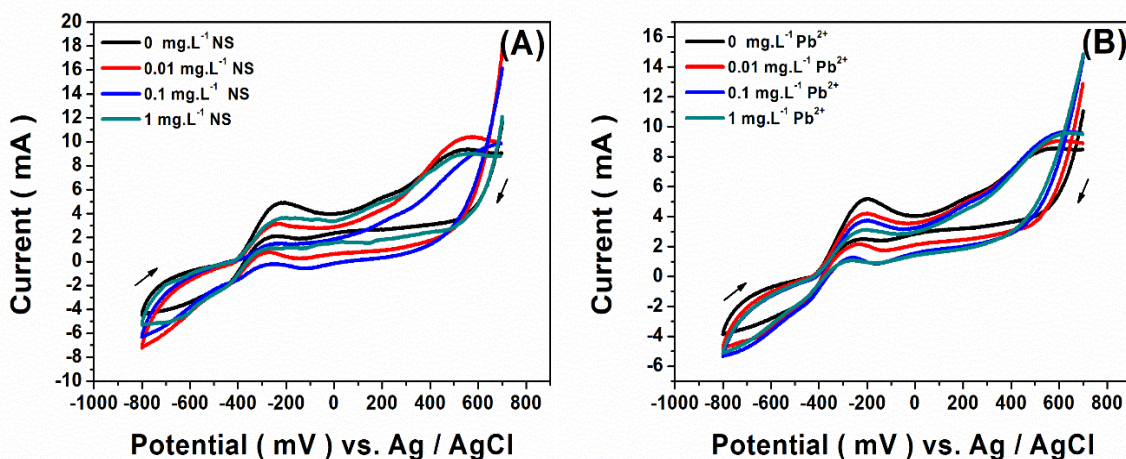 (A)
0 mg.L⁻¹ NS
0.01 mg.L⁻¹ NS
0.1 mg.L⁻¹ NS
1 mg.L⁻¹ NS
20
18
16
14
12
10
8
6
4
2
0
-2
-4
-6
-8
-10
Current ( mA )
-1000 -800 -600 -400 -200 0 200 400 600 800
Potential ( mV ) vs. Ag / AgCl
(B)
0 mg.L⁻¹ Pb²⁺
0.01 mg.L⁻¹ Pb²⁺
0.1 mg.L⁻¹ Pb²⁺
1 mg.L⁻¹ Pb²⁺
18
16
14
12
10
8
6
4
2
0
-2
-4
-6
Current ( mA )
-1000 -800 -600 -400 -200 0 200 400 600 800
Potential ( mV ) vs. Ag / AgCl